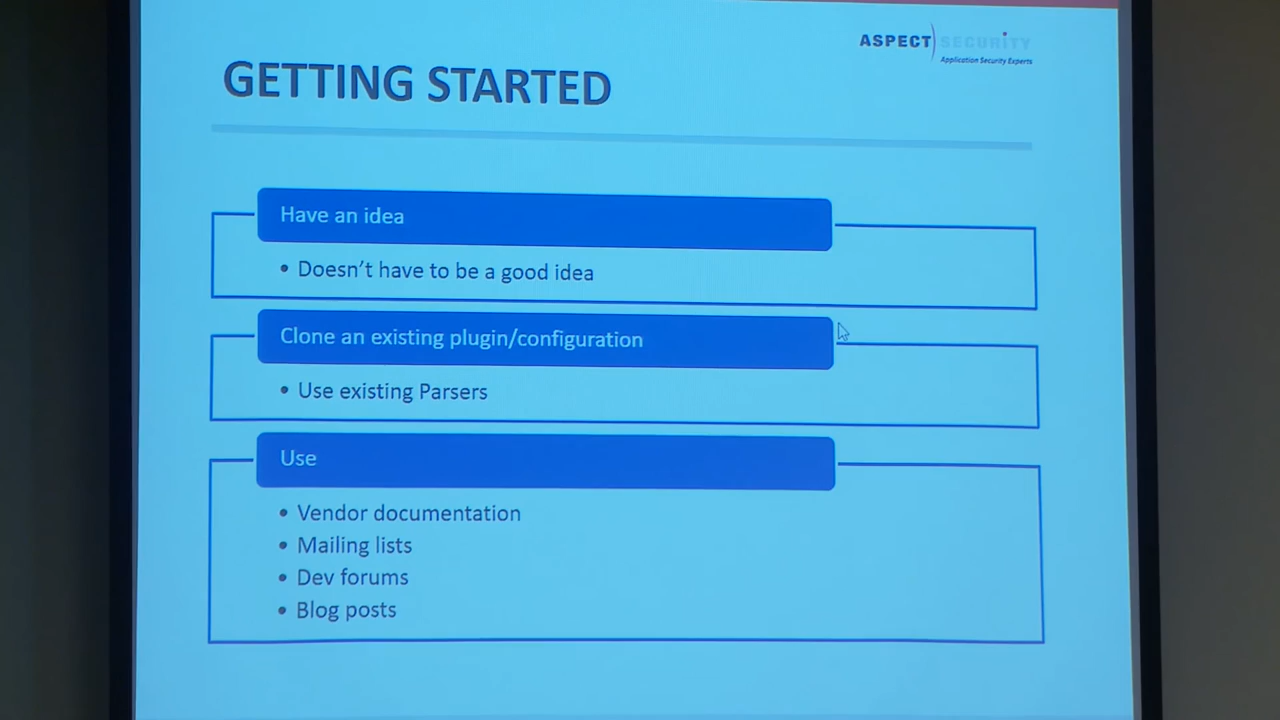 ASPECT SECURITY
Application Security Experts
GETTING STARTED
Have an idea
• Doesn't have to be a good idea
Clone an existing plugin/configuration
• Use existing Parsers
Use
• Vendor documentation
• Mailing lists
• Dev forums
• Blog posts